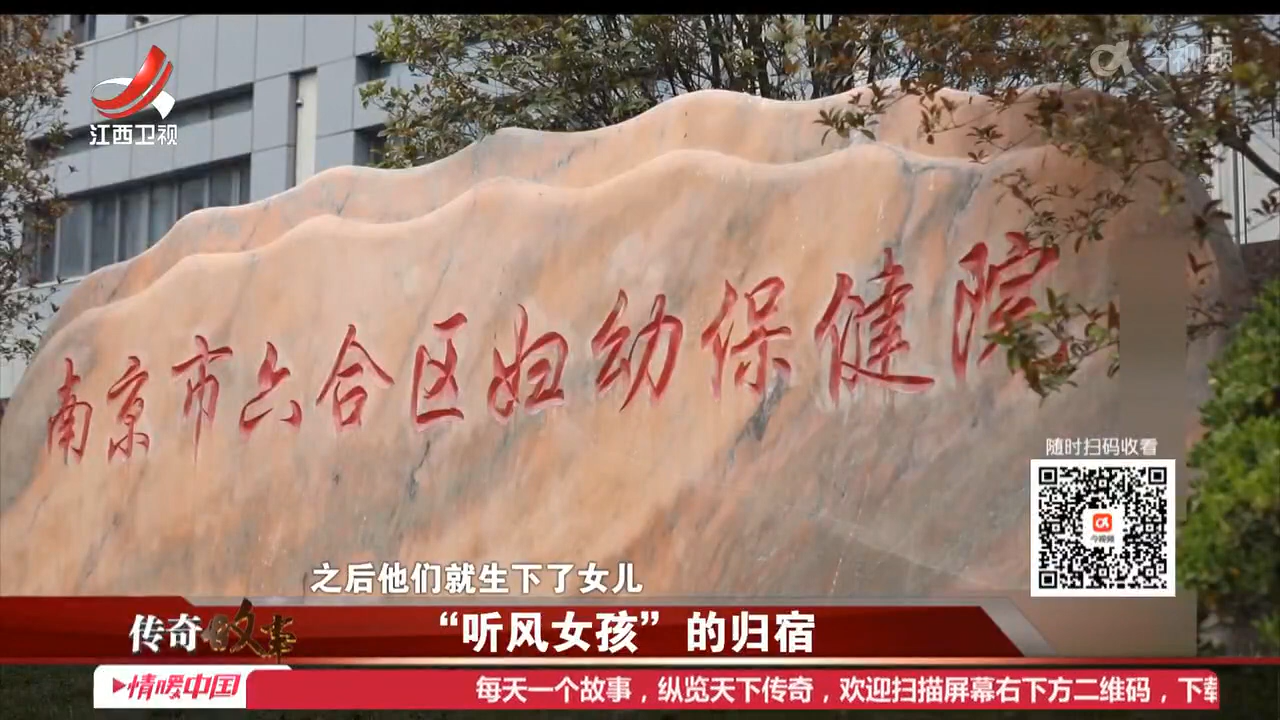 江西卫视
今视频
南京市六合区妇幼保健院
随时扫码收看
今视频
之后他们就生下了女儿
传奇故事
“听风女孩”的归宿
情暖中国
每天一个故事，纵览天下传奇，欢迎扫描屏幕右下方二维码，下载